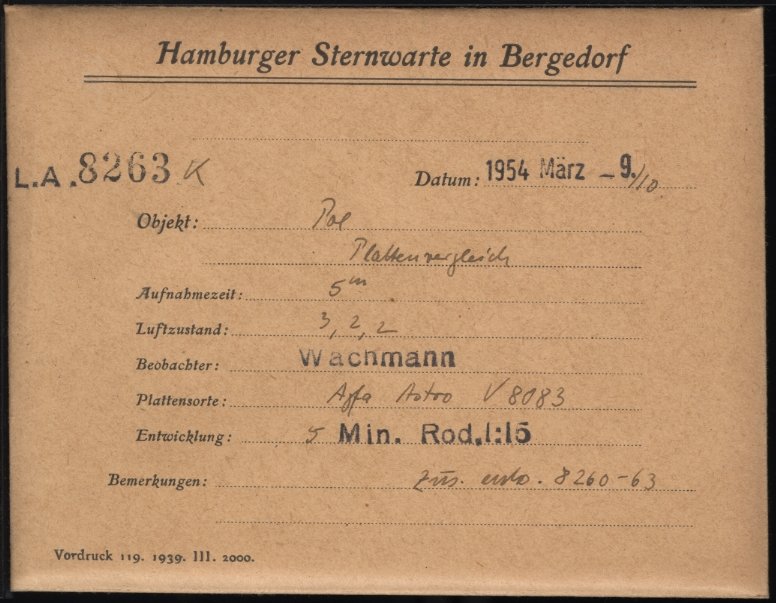 Hamburger Sternwarte in Bergedorf
L.A. 8263 K
Datum: 1954 März - 9./10.
Objekt: Pol
Plattenvergleich
Aufnahmezeit: 5m
Luftzustand: 3, 2, 2
Beobachter: Wachmann
Plattensorte: Agfa Astro V 8083
Entwicklung: 5 Min. Rod. 1:15
Bemerkungen: zus. entw. 8260-63
Vordruck 119. 1939. III. 2000.